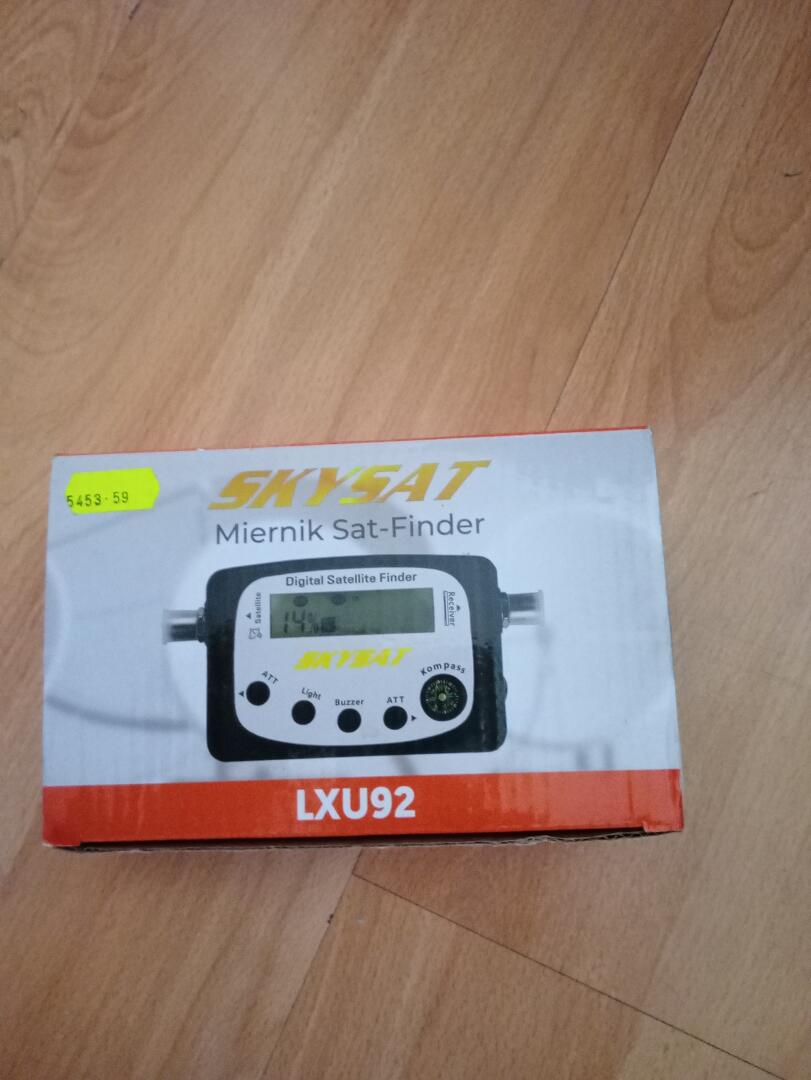 5453-59
SKYSAT
Miernik Sat-Finder
Digital Satellite Finder
Satellite
14%
Receiver
SKYSAT
Kompass
ATT
Light
Buzzer
ATT
LXU92